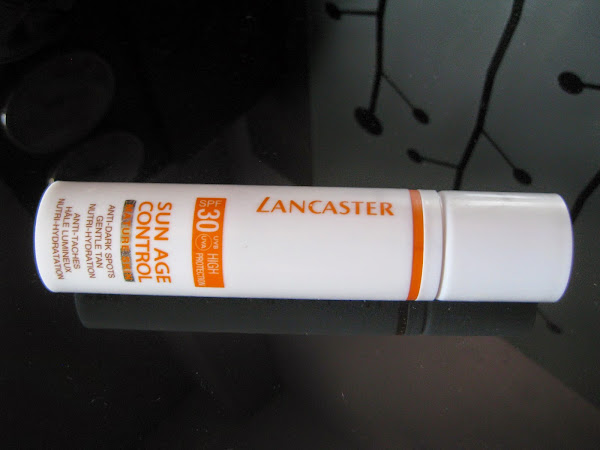 LANCASTER
SPF
30
UVB
UVA
HIGH
PROTECTION
SUN AGE
CONTROL
ANTI-DARK SPOTS
GENTLE TAN
NUTRI-HYDRATION
ANTI-TACHES
HÂLE LUMINEUX
NUTRI-HYDRATATION